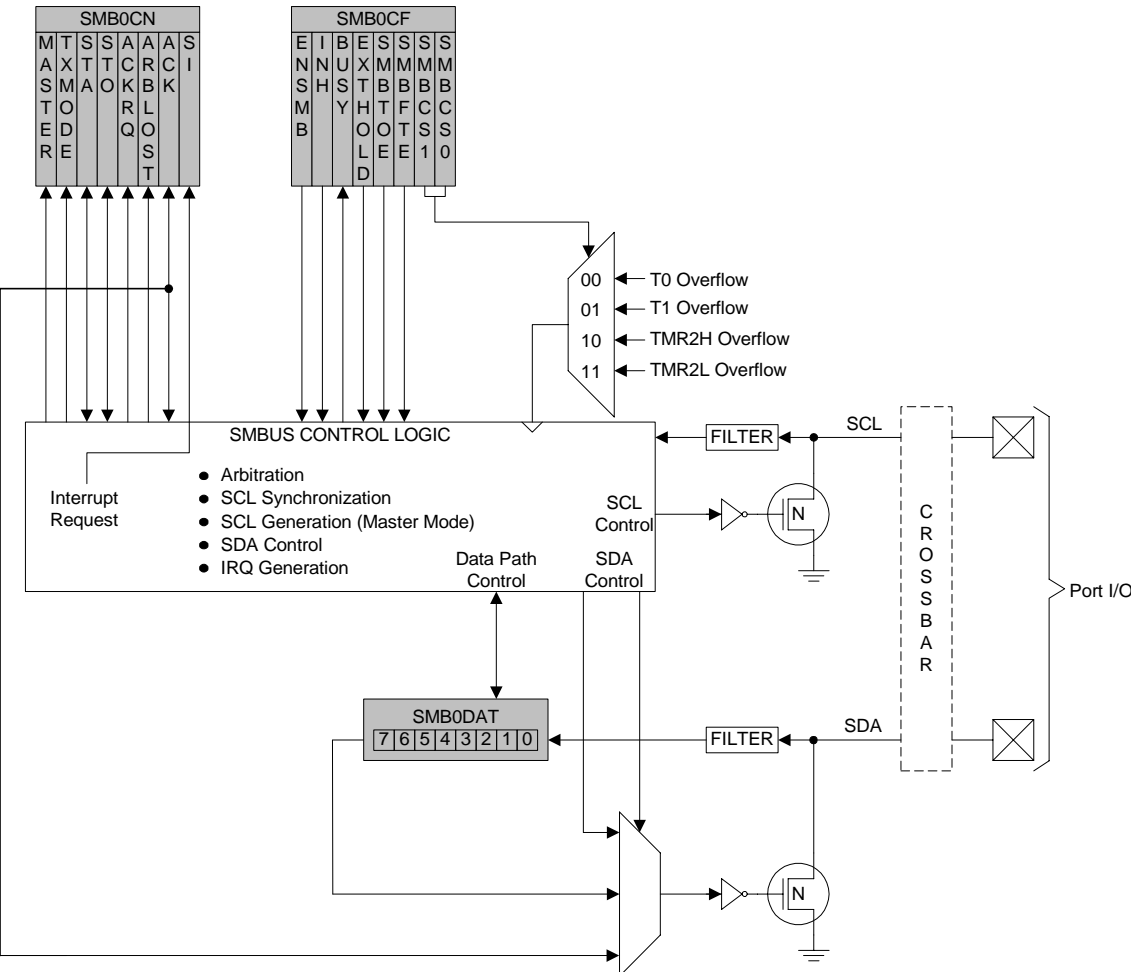 SMB0CN
MASTER
TXMODE
STA
STO
ACKRQ
ARBLOST
ACK
SI
SMB0CF
ENSMB
INH
BUSY
EXTHOLD
SMBTOE
SMBFTE
SMBCS1
SMBCS0
00
T0 Overflow
01
T1 Overflow
10
TMR2H Overflow
11
TMR2L Overflow
SMBUS CONTROL LOGIC
Arbitration
SCL Synchronization
SCL Generation (Master Mode)
SDA Control
IRQ Generation
Interrupt
Request
SCL
Control
Data Path
Control
SDA
Control
FILTER
SCL
N
CROSSBAR
Port I/O
SMB0DAT
7 6 5 4 3 2 1 0
FILTER
SDA
N